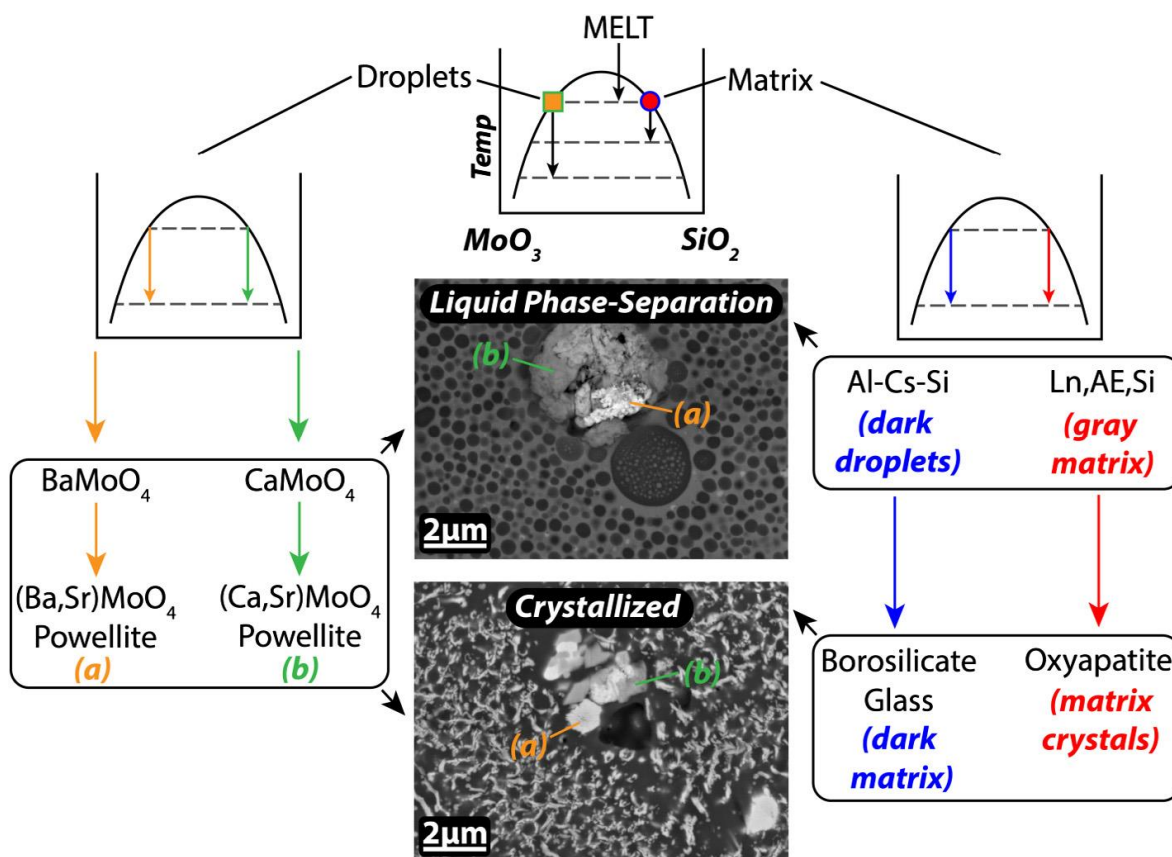 MELT
Droplets
Matrix
Temp
MoO₃
SiO₂
Liquid Phase-Separation
(b)
(a)
2μm
BaMoO₄
CaMoO₄
(Ba,Sr)MoO₄
Powellite
(a)
(Ca,Sr)MoO₄
Powellite
(b)
Al-Cs-Si
(dark
droplets)
Ln,AE,Si
(gray
matrix)
Crystallized
(b)
(a)
2μm
Borosilicate
Glass
(dark
matrix)
Oxyapatite
(matrix
crystals)